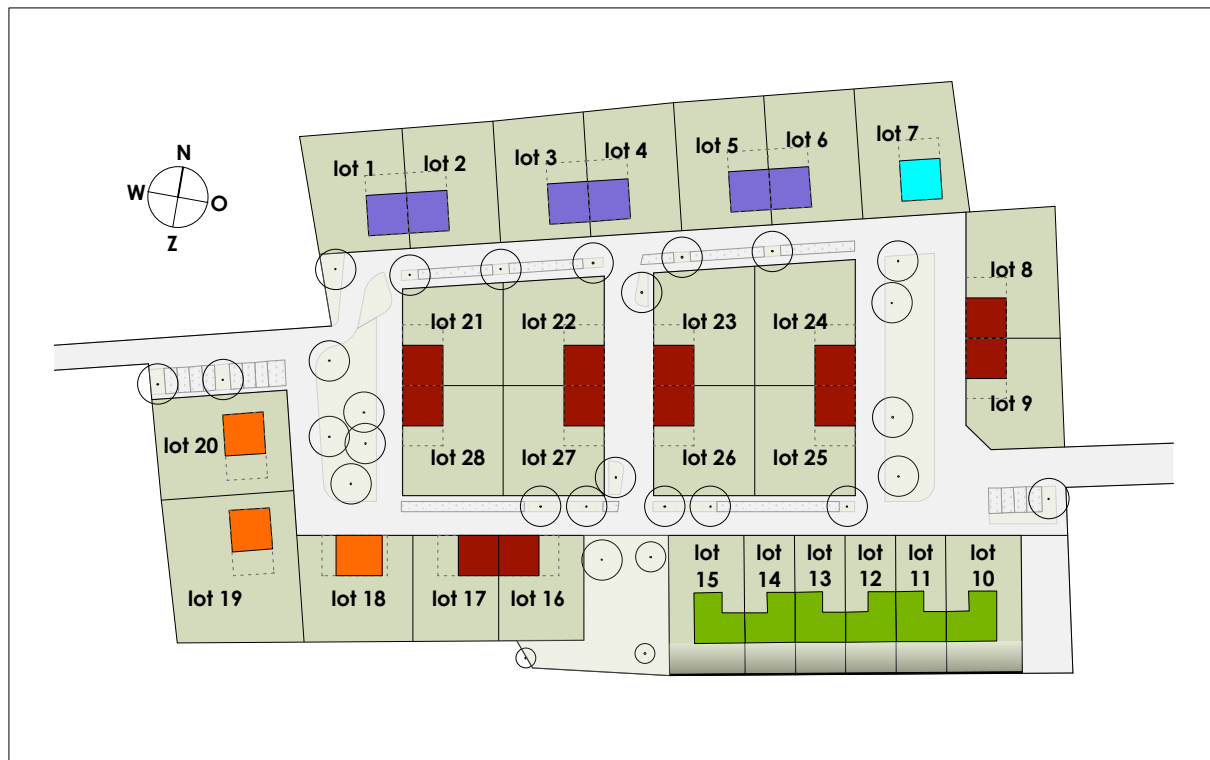 lot 1
lot 2
lot 3
lot 4
lot 5
lot 6
lot 7
N
W
O
Z
lot 8
lot 9
lot 21
lot 22
lot 23
lot 24
lot 20
lot 28
lot 27
lot 26
lot 25
lot 19
lot 18
lot 17
lot 16
lot
15
lot
14
lot
13
lot
12
lot
11
lot
10